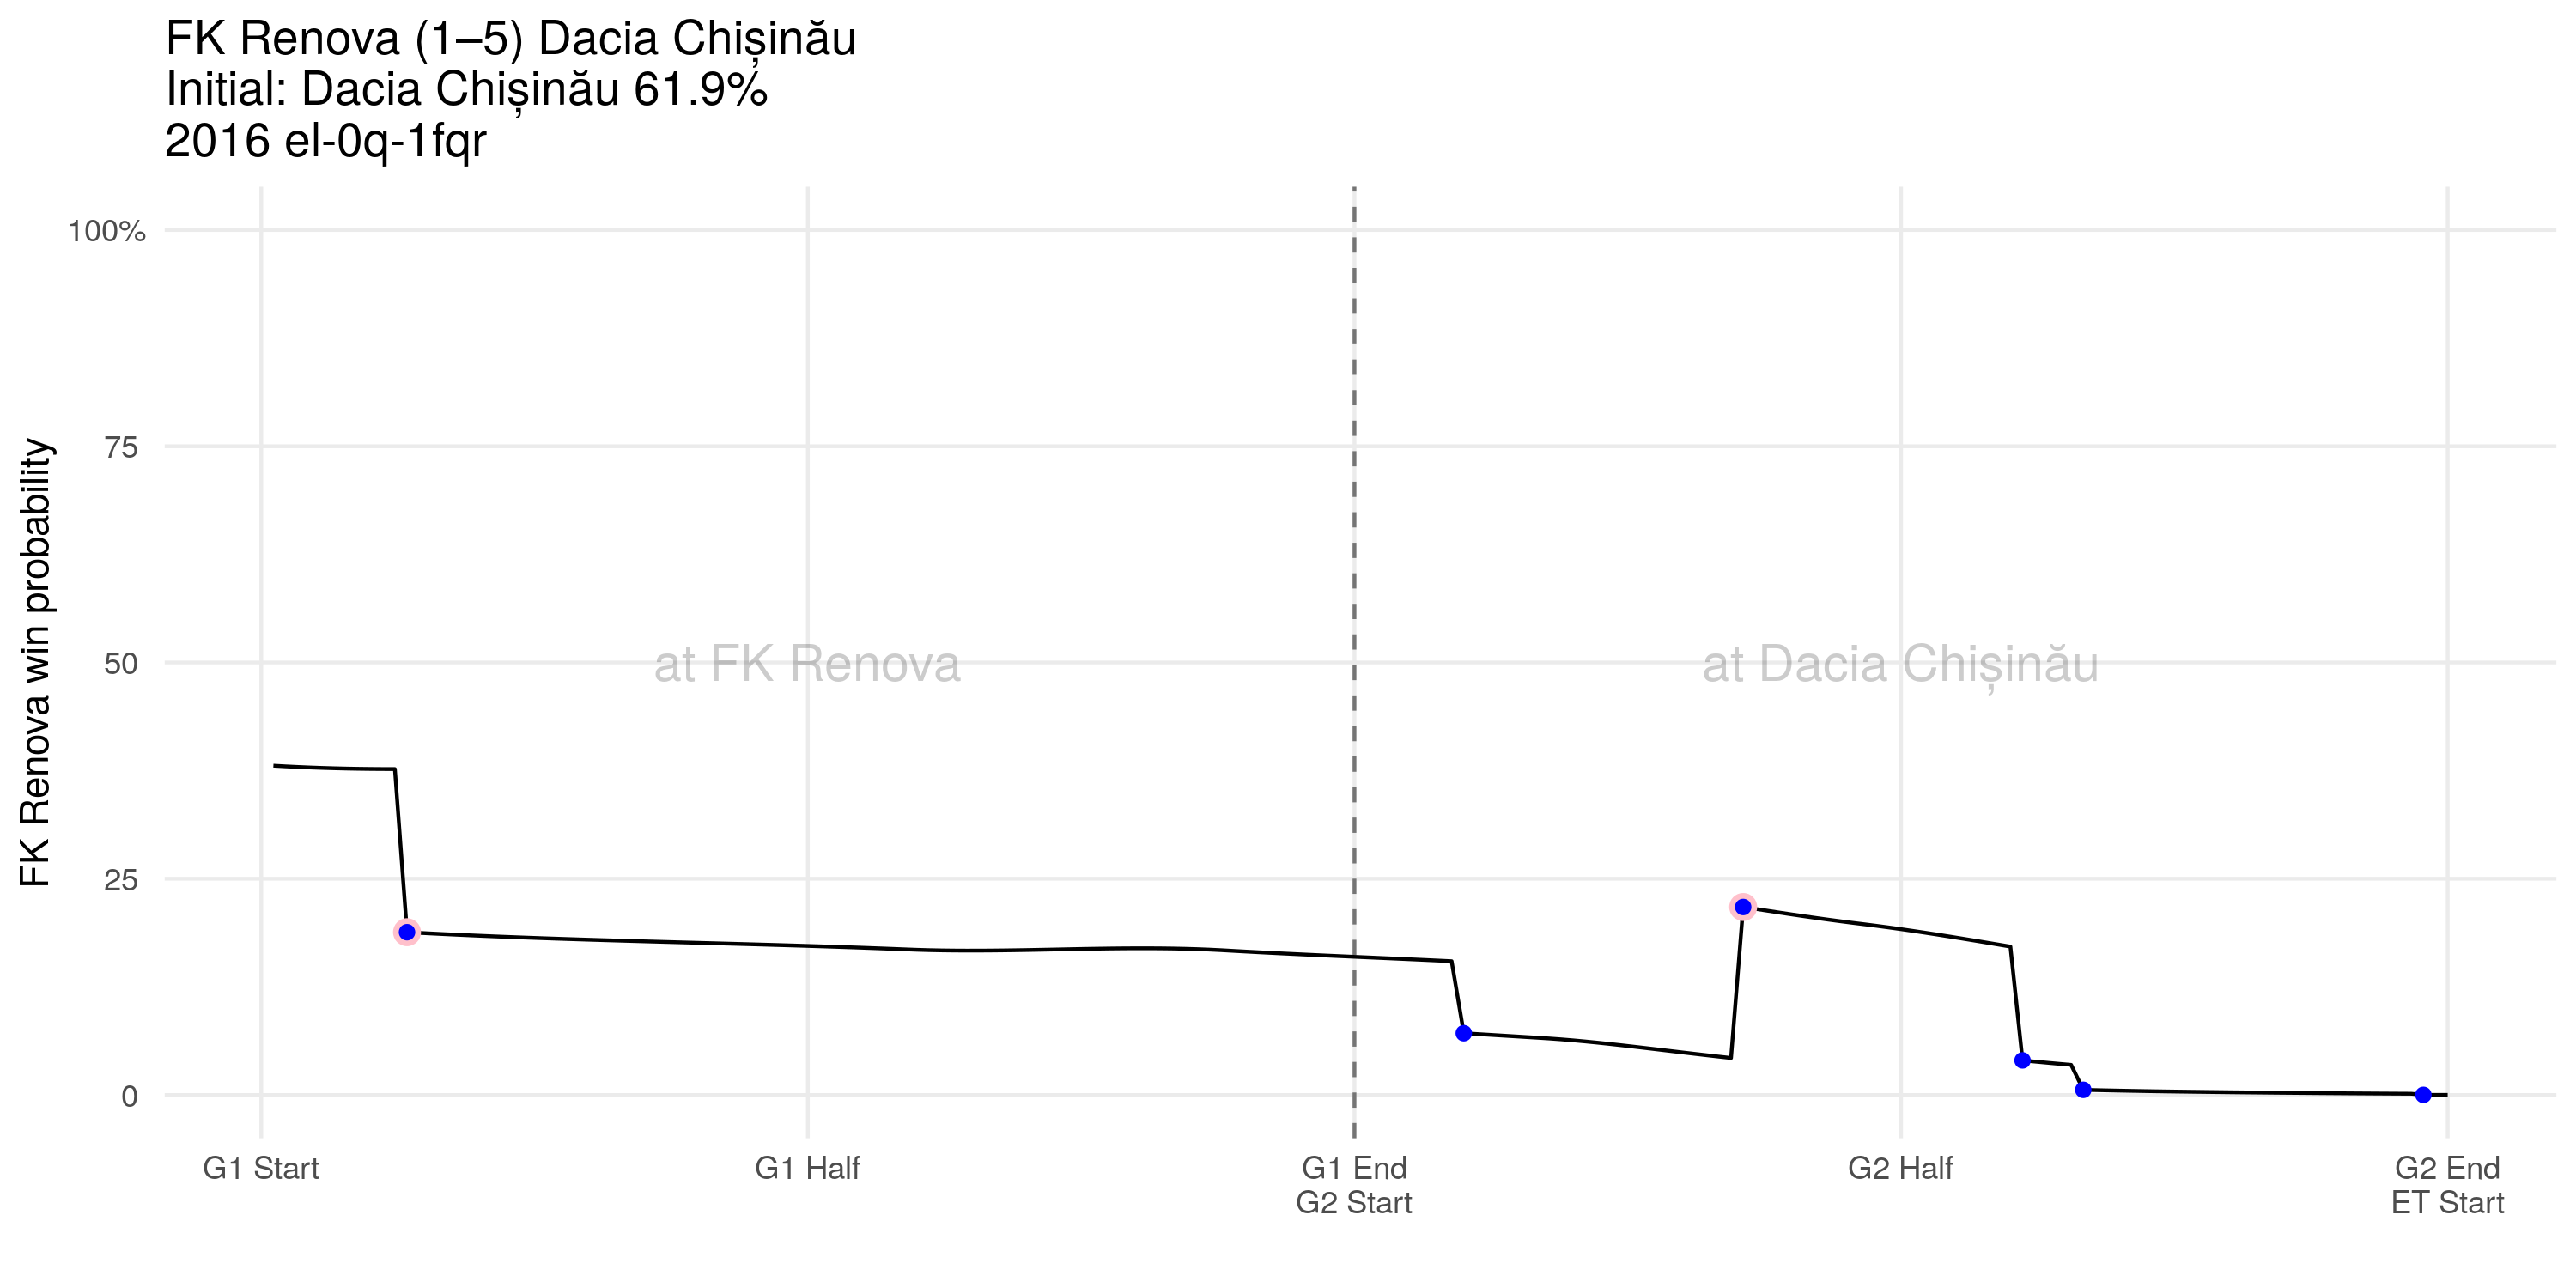 FK Renova (1–5) Dacia Chișinău
Initial: Dacia Chișinău 61.9%
2016 el-0q-1fqr
FK Renova win probability
100%
75
50
25
0
at FK Renova
at Dacia Chișinău
G1 Start
G1 Half
G1 End
G2 Start
G2 Half
G2 End
ET Start